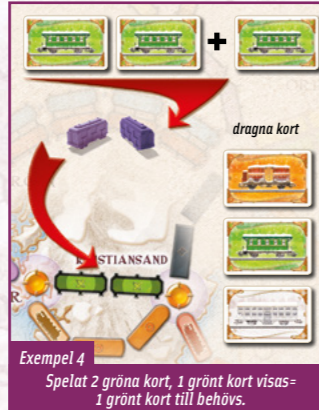 +
dragna kort
KRISTIANSAND
Exempel 4
Spelat 2 gröna kort, 1 grönt kort visas=
1 grönt kort till behövs.